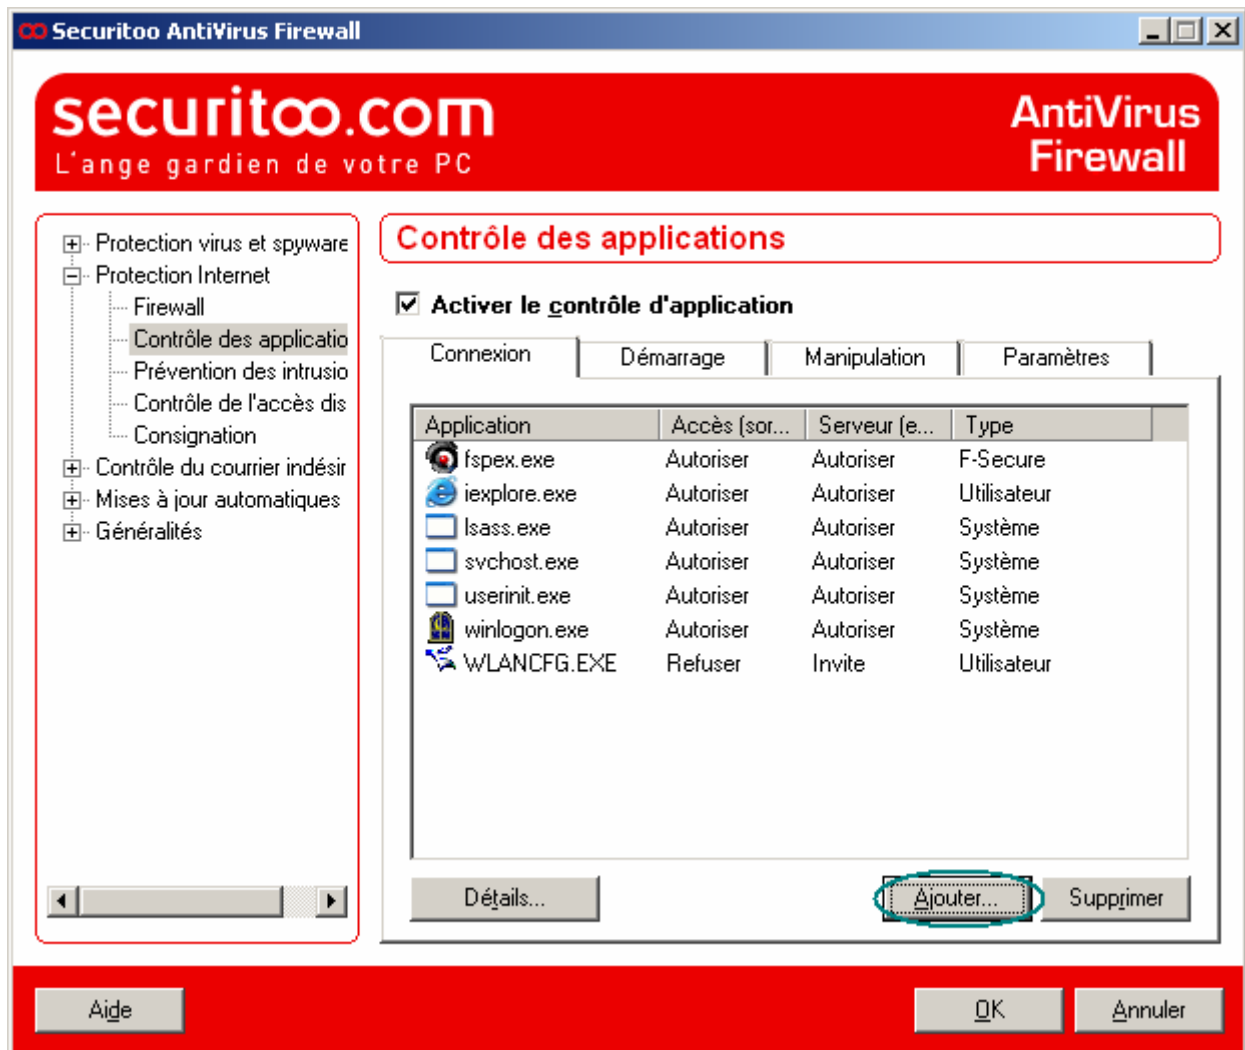 Securitoo AntiVirus Firewall
securitoo.com
L'ange gardien de votre PC
AntiVirus
Firewall
Protection virus et spyware
Protection Internet
Firewall
Contrôle des applicatio
Prévention des intrusio
Contrôle de l'accès dis
Consignation
Contrôle du courrier indésir
Mises à jour automatiques
Généralités
Contrôle des applications
Activer le contrôle d'application
Connexion Démarrage Manipulation Paramètres
Application Accès (sor... Serveur (e... Type
fspex.exe Autoriser Autoriser F-Secure
iexplore.exe Autoriser Autoriser Utilisateur
lsass.exe Autoriser Autoriser Système
svchost.exe Autoriser Autoriser Système
userinit.exe Autoriser Autoriser Système
winlogon.exe Autoriser Autoriser Système
WLANCFG.EXE Refuser Invite Utilisateur
Détails... Ajouter... Supprimer
Aide OK Annuler